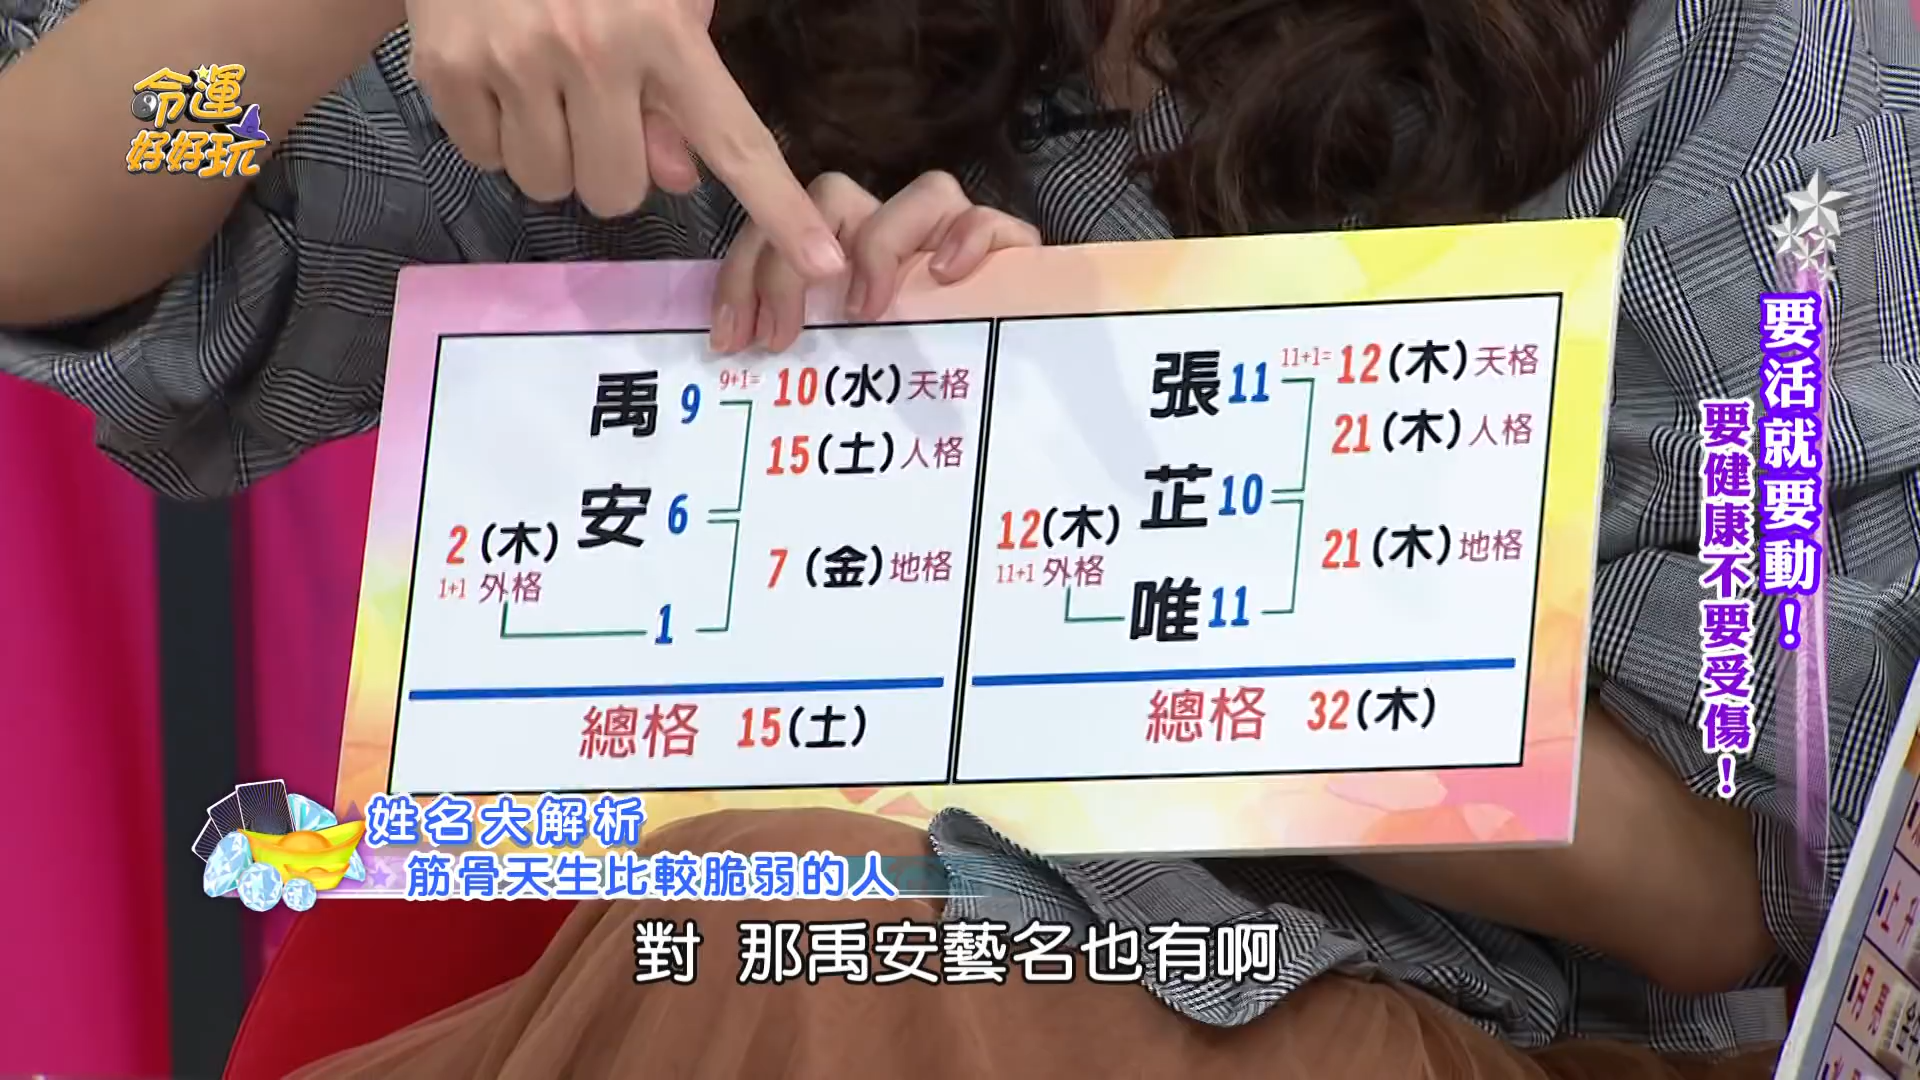 命運
好好玩
要活就要動！
要健康不要受傷！
禹 9 9+1= 10(水)天格
15(土)人格
安 6
2(木)
1+1 外格
7(金)地格
1
總格 15(土)
張 11 11+1= 12(木)天格
21(木)人格
芷 10
12(木)
11+1 外格
21(木)地格
唯 11
總格 32(木)
姓名大解析
筋骨天生比較脆弱的人
對 那禹安藝名也有啊
上升
月亮